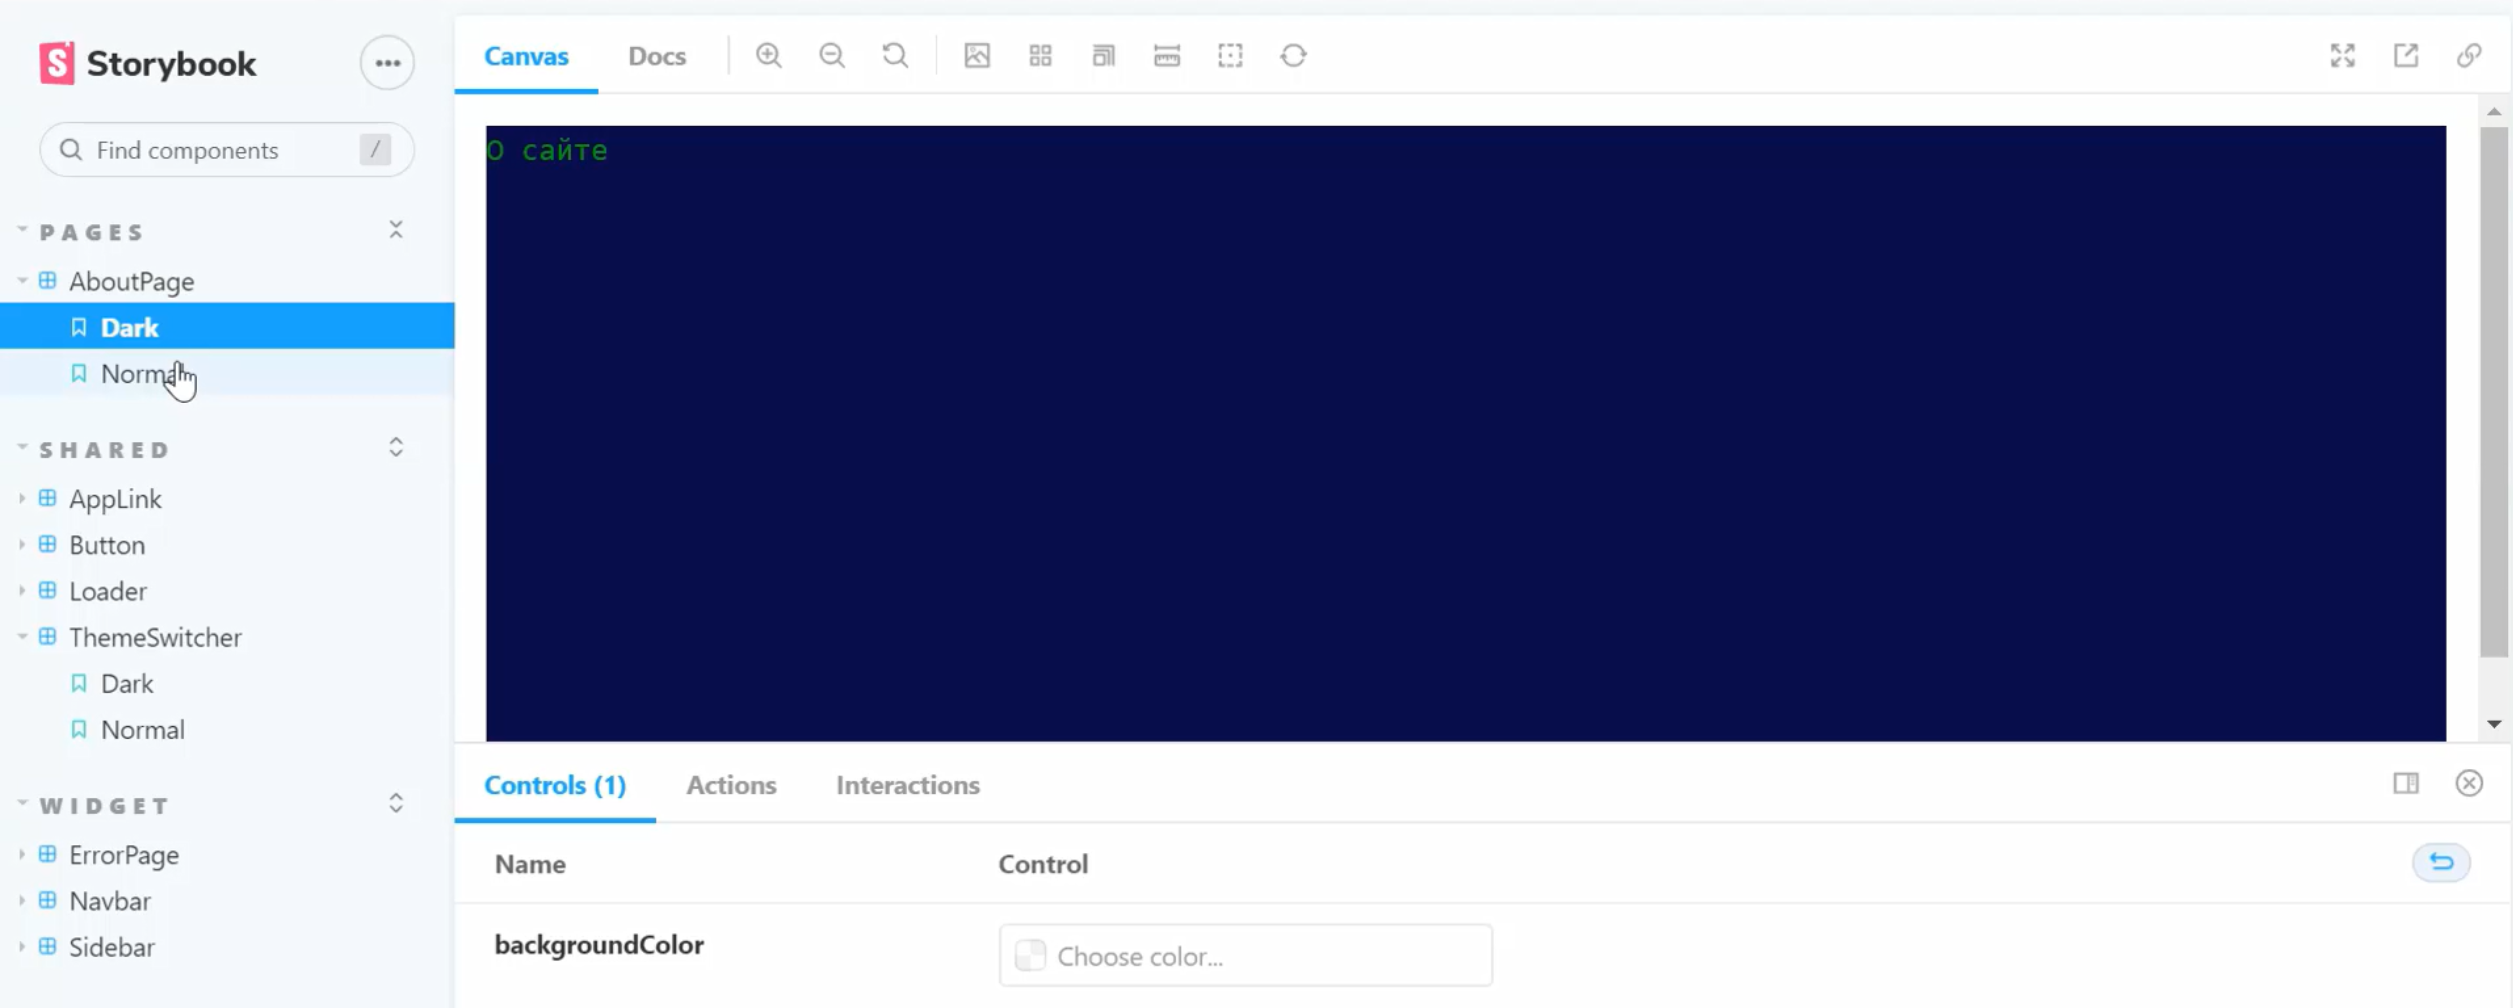 Storybook
Find components /
PAGES
AboutPage
Dark
Normal
SHARED
AppLink
Button
Loader
ThemeSwitcher
Dark
Normal
WIDGET
ErrorPage
Navbar
Sidebar
Canvas Docs
О сайте
Controls (1) Actions Interactions
Name Control
backgroundColor Choose color...